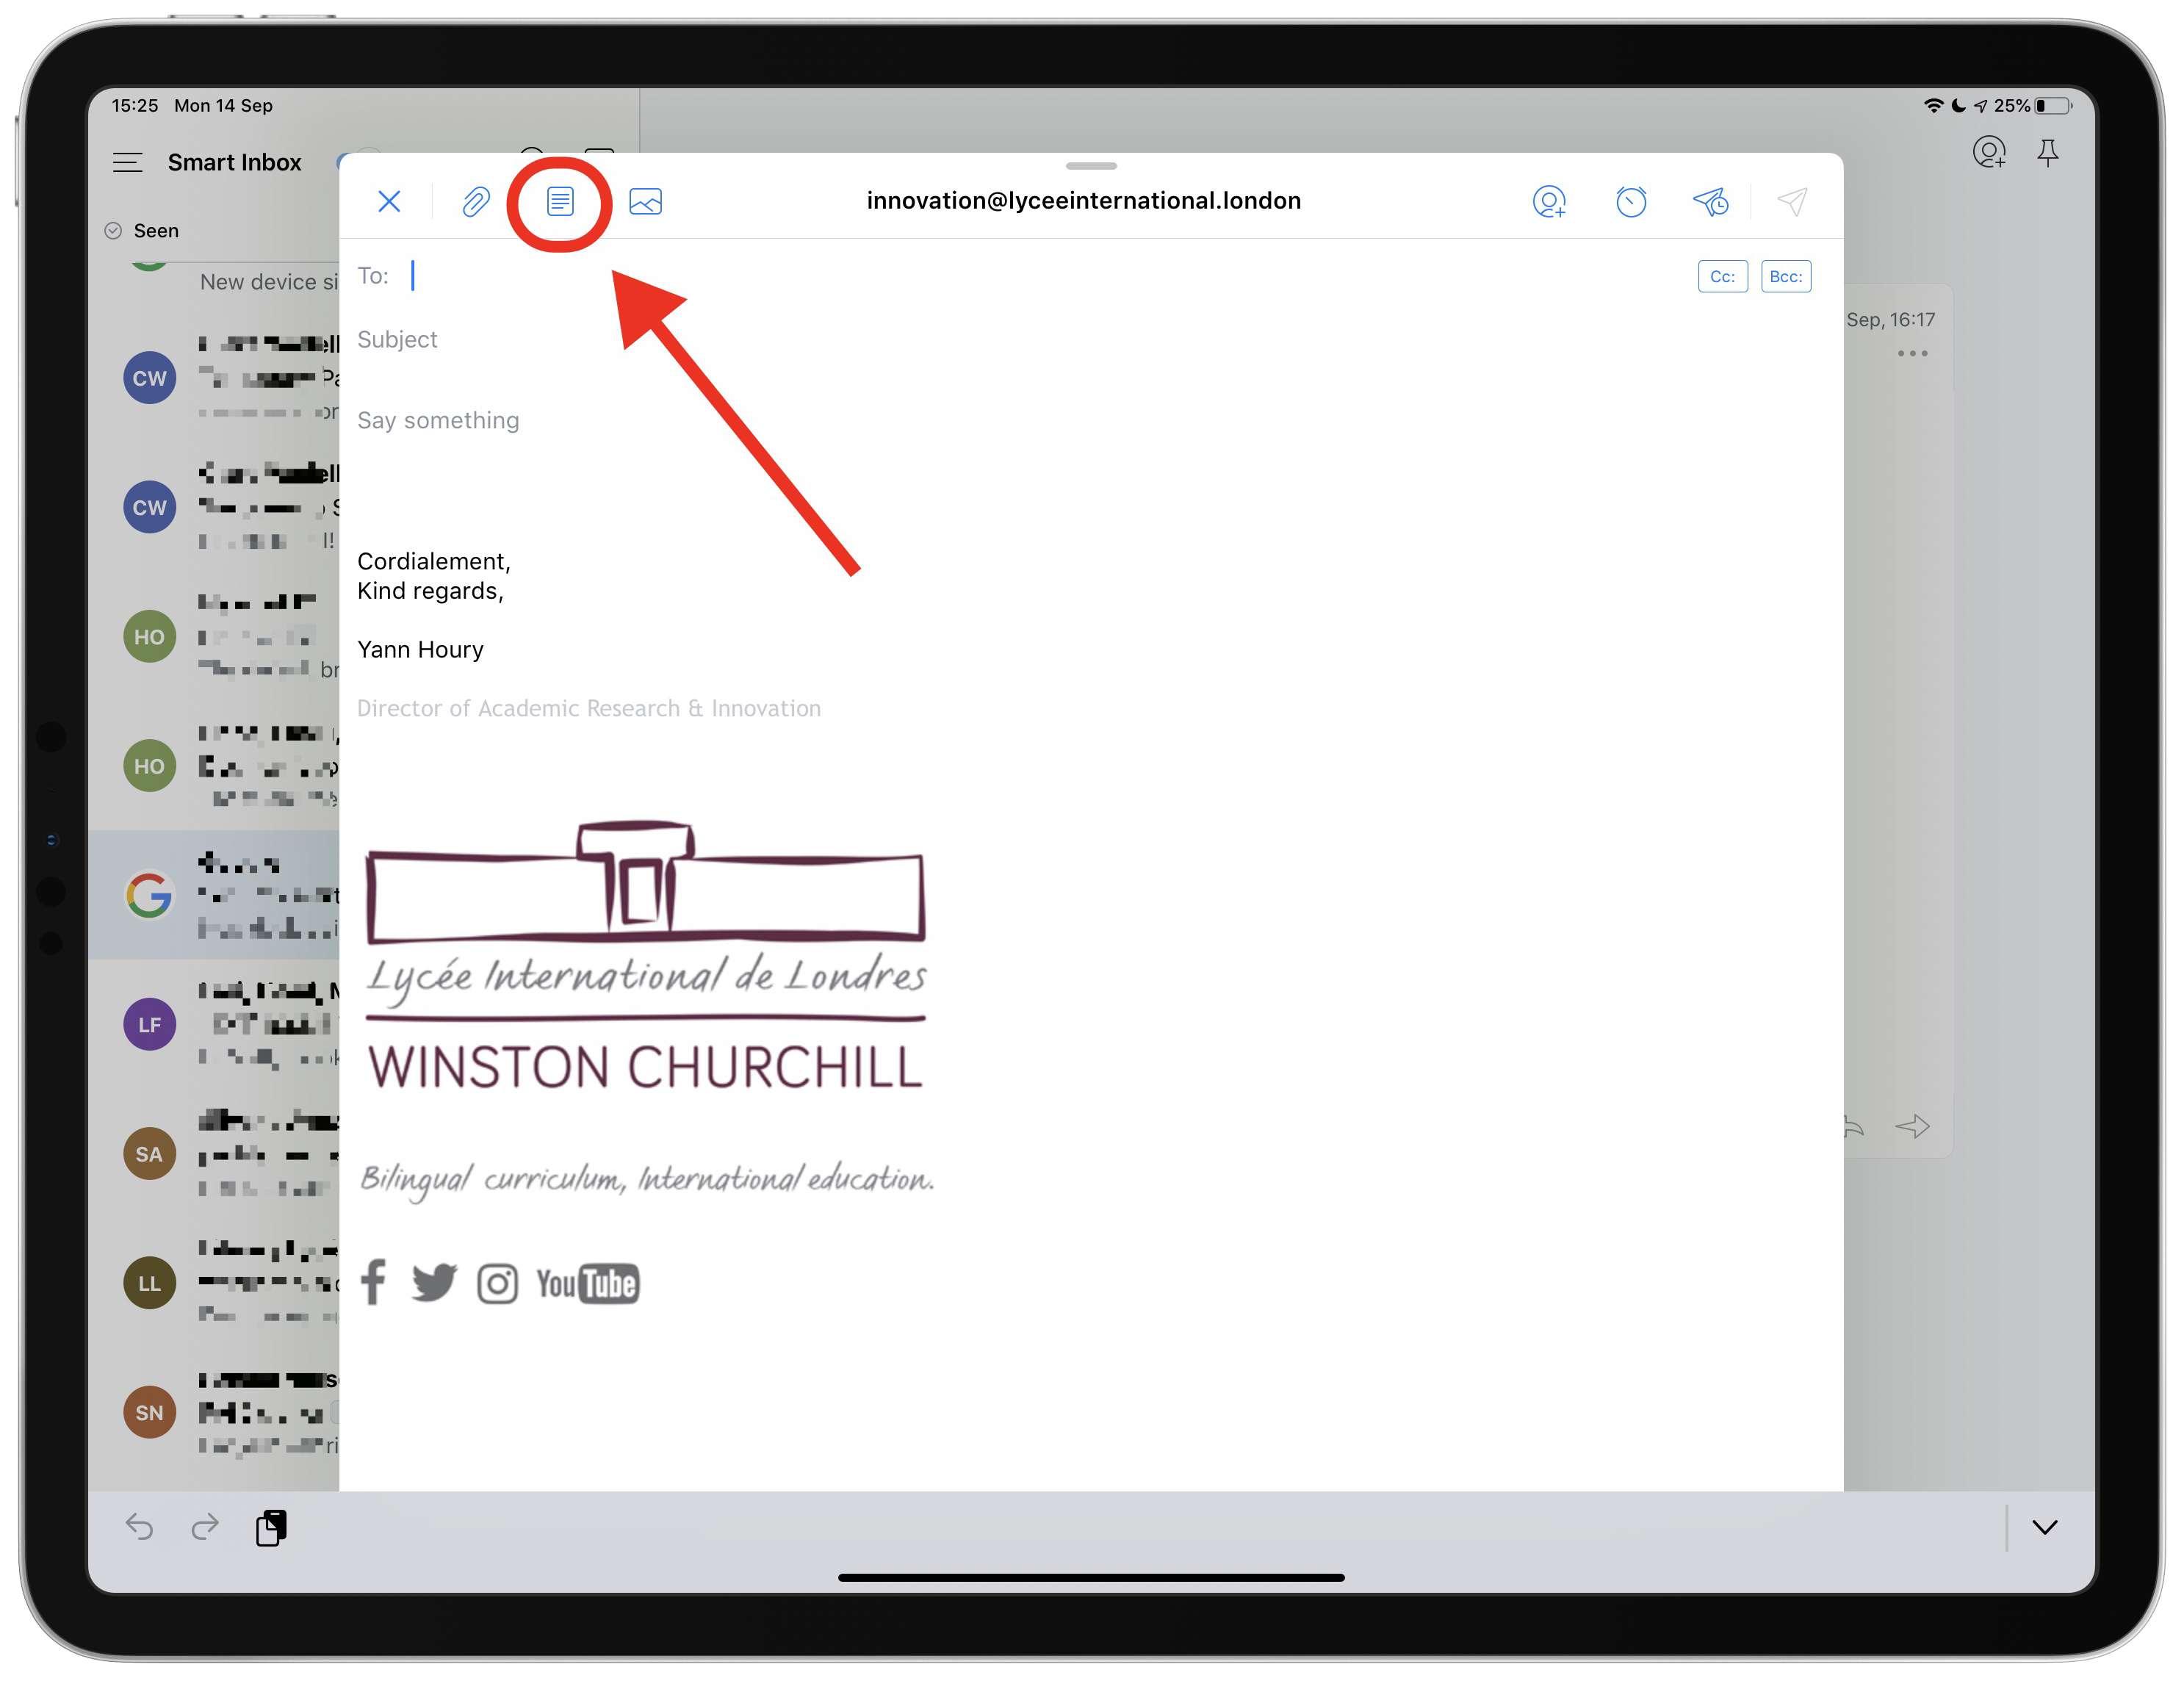 15:25 Mon 14 Sep
25%
Smart Inbox
innovation@lyceeinternational.london
Seen
New device si
To:
Cc:
Bcc:
Subject
Sep, 16:17
CW
Say something
CW
Cordialement,
Kind regards,
HO
Yann Houry
Director of Academic Research & Innovation
HO
Lycée International de Londres
LF
WINSTON CHURCHILL
SA
Bilingual curriculum, International education.
LL
YouTube
SN